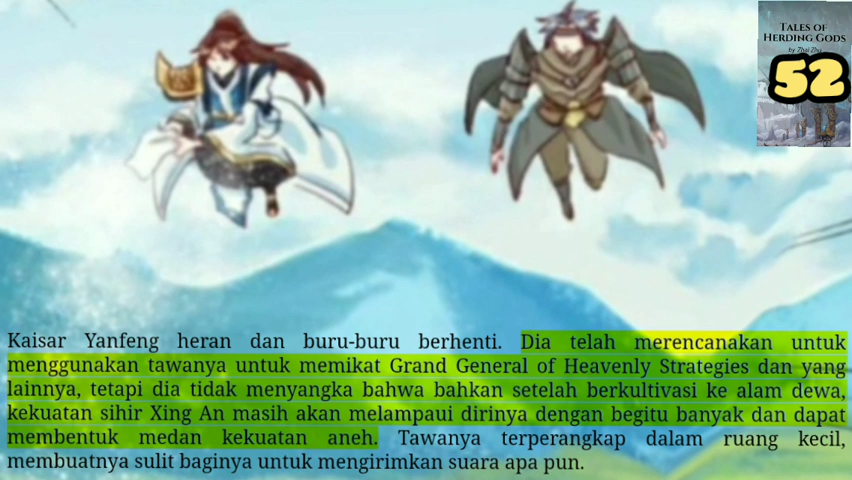 TALES OF
HERDING GODS
by Zhai Zhu
52
Kaisar Yanfeng heran dan buru-buru berhenti. Dia telah merencanakan untuk
menggunakan tawanya untuk memikat Grand General of Heavenly Strategies dan yang
lainnya, tetapi dia tidak menyangka bahwa bahkan setelah berkultivasi ke alam dewa,
kekuatan sihir Xing An masih akan melampaui dirinya dengan begitu banyak dan dapat
membentuk medan kekuatan aneh. Tawanya terperangkap dalam ruang kecil,
membuatnya sulit baginya untuk mengirimkan suara apa pun.